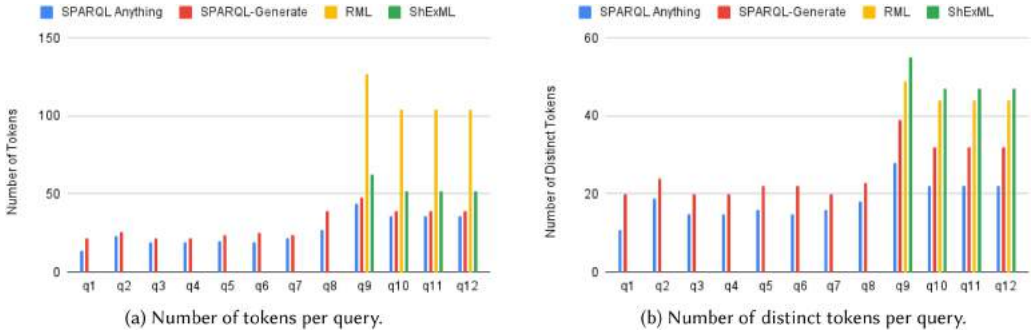 SPARQL Anything SPARQL-Generate RML ShExML
150
100
50
0
Number of Tokens
q1 q2 q3 q4 q5 q6 q7 q8 q9 q10 q11 q12
(a) Number of tokens per query.
SPARQL Anything SPARQL-Generate RML ShExML
60
40
20
0
Number of Distinct Tokens
q1 q2 q3 q4 q5 q6 q7 q8 q9 q10 q11 q12
(b) Number of distinct tokens per query.